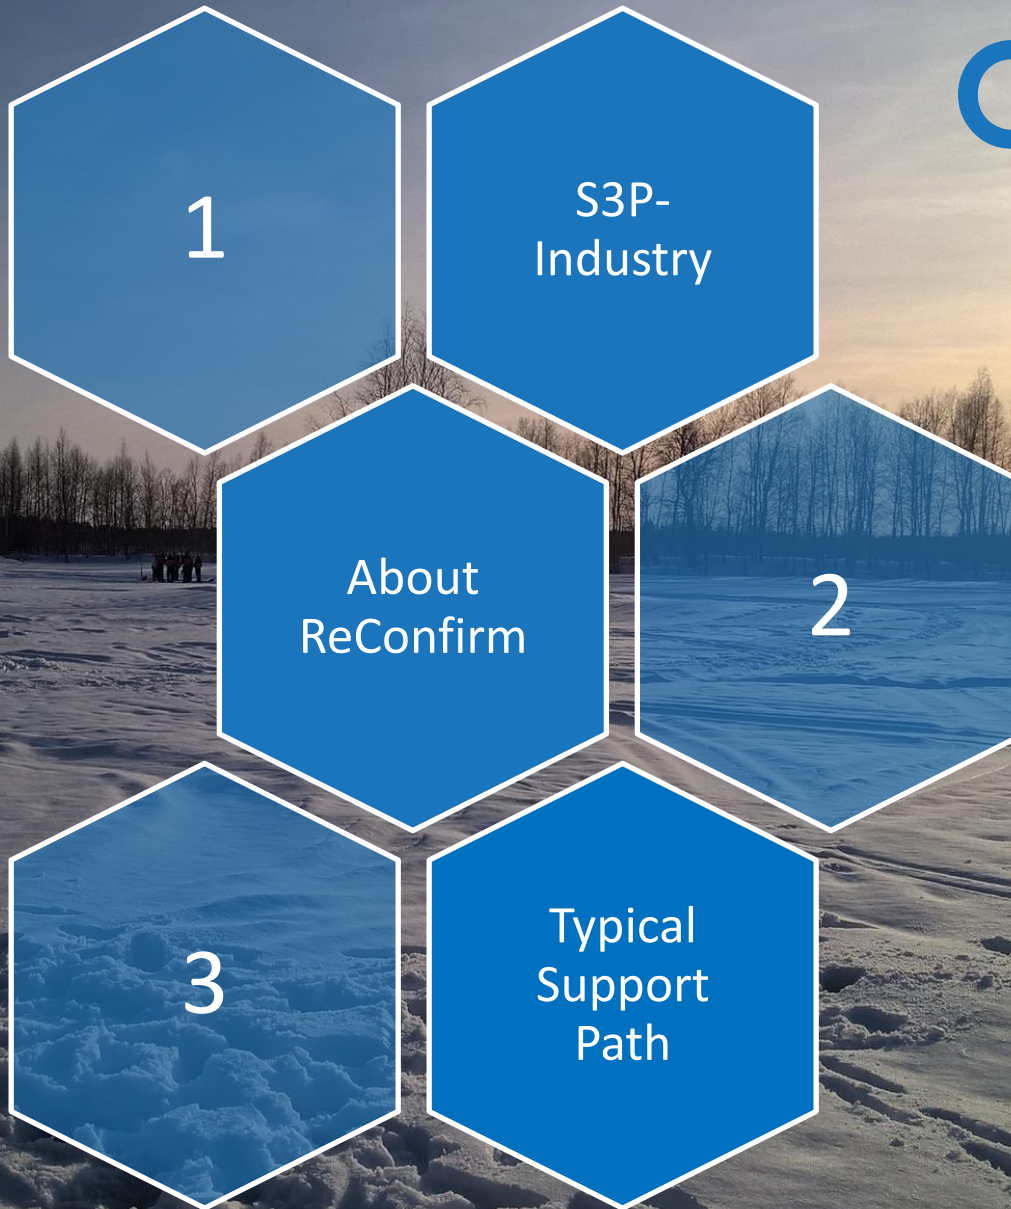 1
S3P-
Industry
About
ReConfirm
2
3
Typical
Support
Path